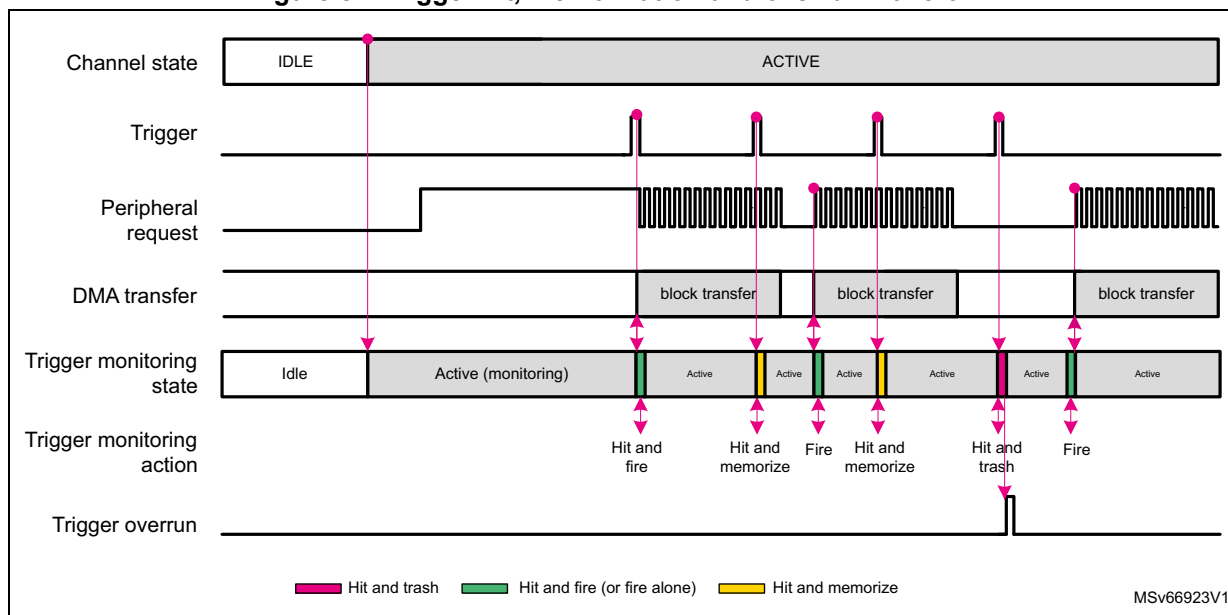 Channel state
IDLE
ACTIVE
Trigger
Peripheral
request
DMA transfer
block transfer
block transfer
block transfer
Trigger monitoring
state
Idle
Active (monitoring)
Active
Active
Active
Active
Active
Active
Trigger monitoring
action
Hit and
fire
Hit and
memorize
Fire
Hit and
memorize
Hit and
trash
Fire
Trigger overrun
Hit and trash
Hit and fire (or fire alone)
Hit and memorize
MSv66923V1